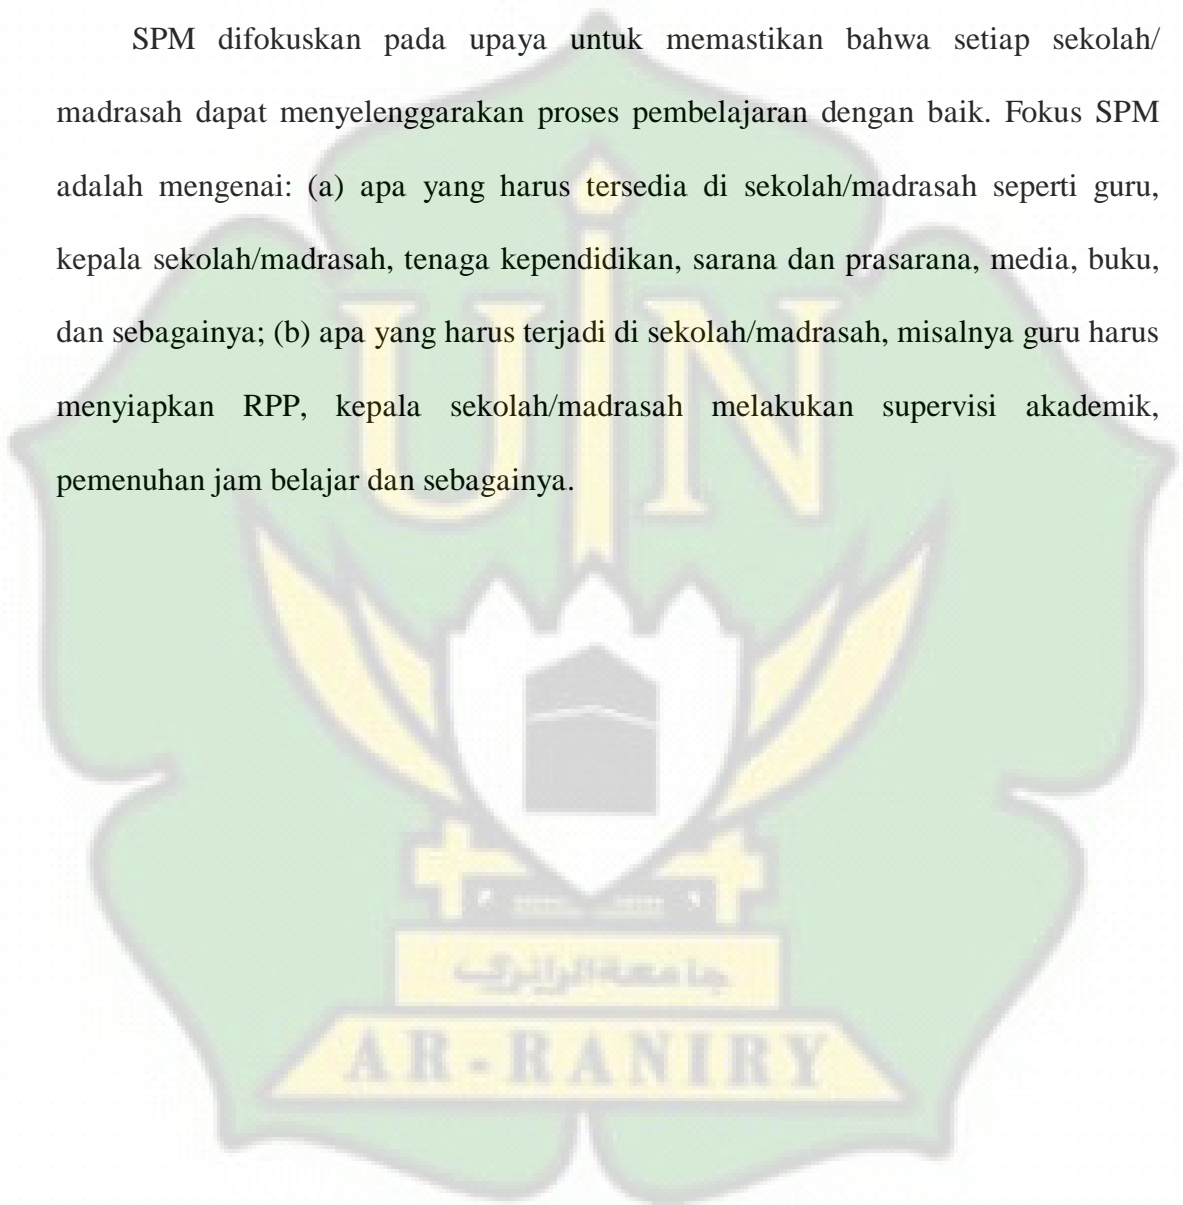 SPM difokuskan pada upaya untuk memastikan bahwa setiap sekolah/
madrasah dapat menyelenggarakan proses pembelajaran dengan baik. Fokus SPM
adalah mengenai: (a) apa yang harus tersedia di sekolah/madrasah seperti guru,
kepala sekolah/madrasah, tenaga kependidikan, sarana dan prasarana, media, buku,
dan sebagainya; (b) apa yang harus terjadi di sekolah/madrasah, misalnya guru harus
menyiapkan RPP, kepala sekolah/madrasah melakukan supervisi akademik,
pemenuhan jam belajar dan sebagainya.
UIN
جامعة الرانري
AR-RANIRY